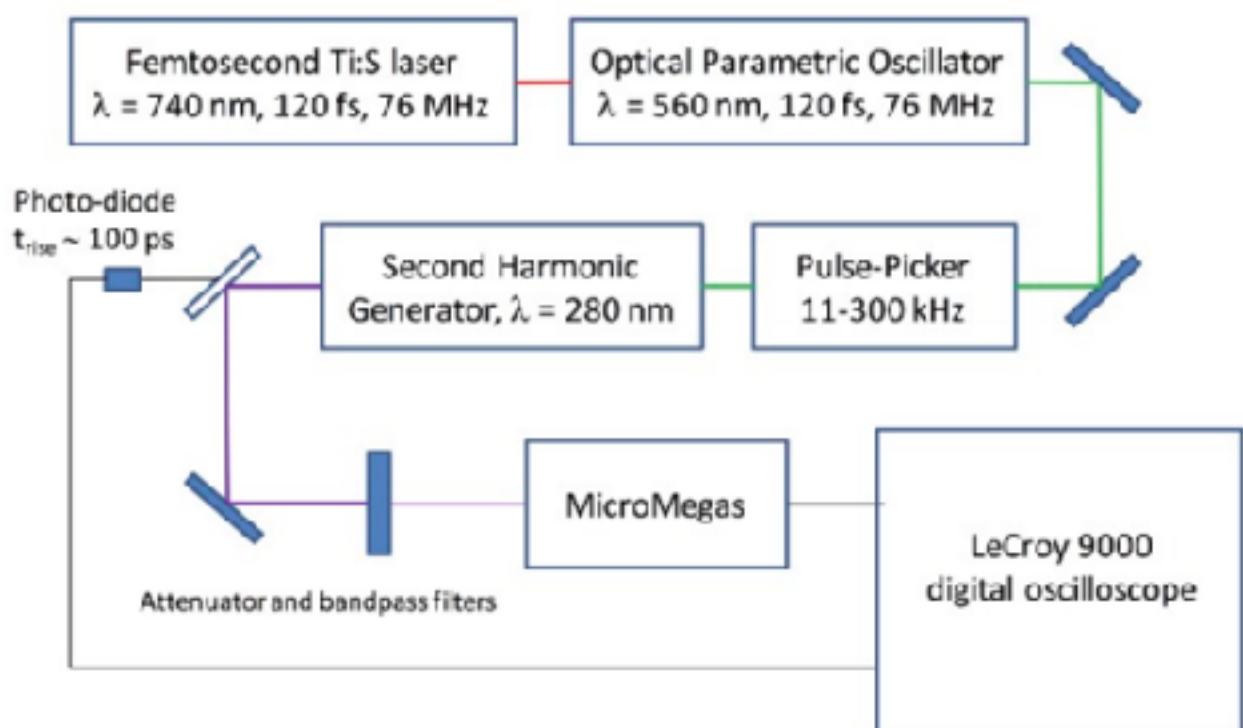 Femtosecond Ti:S laser
λ = 740 nm, 120 fs, 76 MHz
Optical Parametric Oscillator
λ = 560 nm, 120 fs, 76 MHz
Photo-diode
t_rise ~ 100 ps
Second Harmonic
Generator, λ = 280 nm
Pulse-Picker
11-300 kHz
MicroMegas
LeCroy 9000
digital oscilloscope
Attenuator and bandpass filters